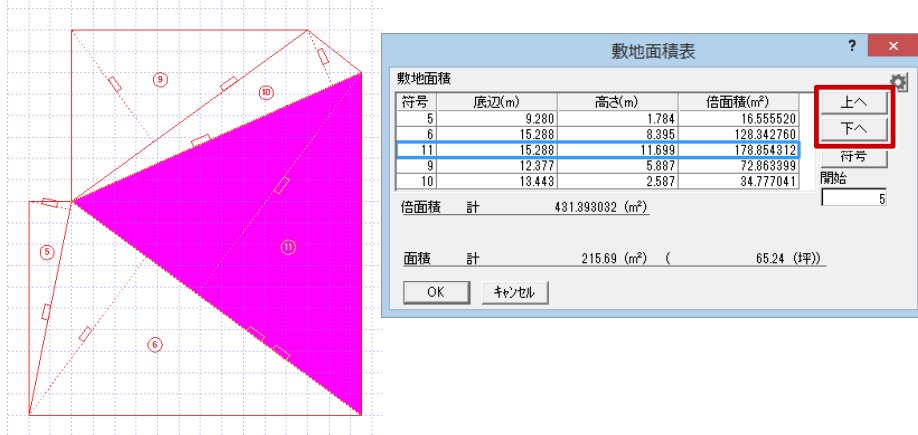 ⑨
⑩
⑤
⑪
⑥
敷地面積表
? ×
敷地面積
符号 底辺(m) 高さ(m) 倍面積(m²)
5 9.280 1.784 16.555520
6 15.288 8.395 128.342760
11 15.288 11.699 178.854312
9 12.377 5.887 72.863399
10 13.443 2.587 34.777041
上へ
下へ
符号
開始
5
倍面積 計 431.393032 (m²)
面積 計 215.69 (m²) ( 65.24 (坪))
OK キャンセル